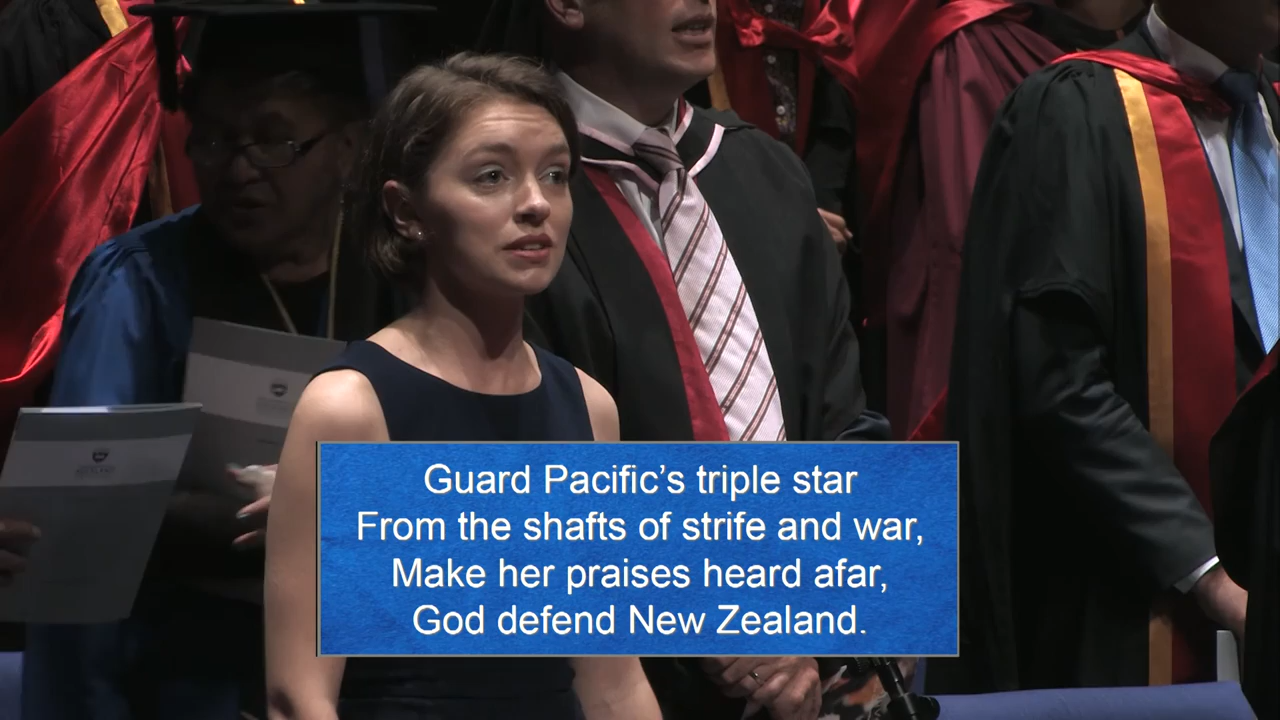 Guard Pacific’s triple star
From the shafts of strife and war,
Make her praises heard afar,
God defend New Zealand.